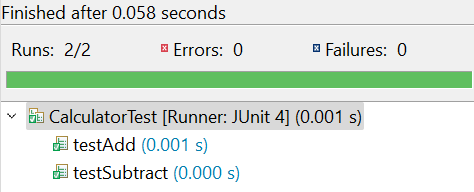 Finished after 0.058 seconds
Runs: 2/2 Errors: 0 Failures: 0
CalculatorTest [Runner: JUnit 4] (0.001 s)
testAdd (0.001 s)
testSubtract (0.000 s)